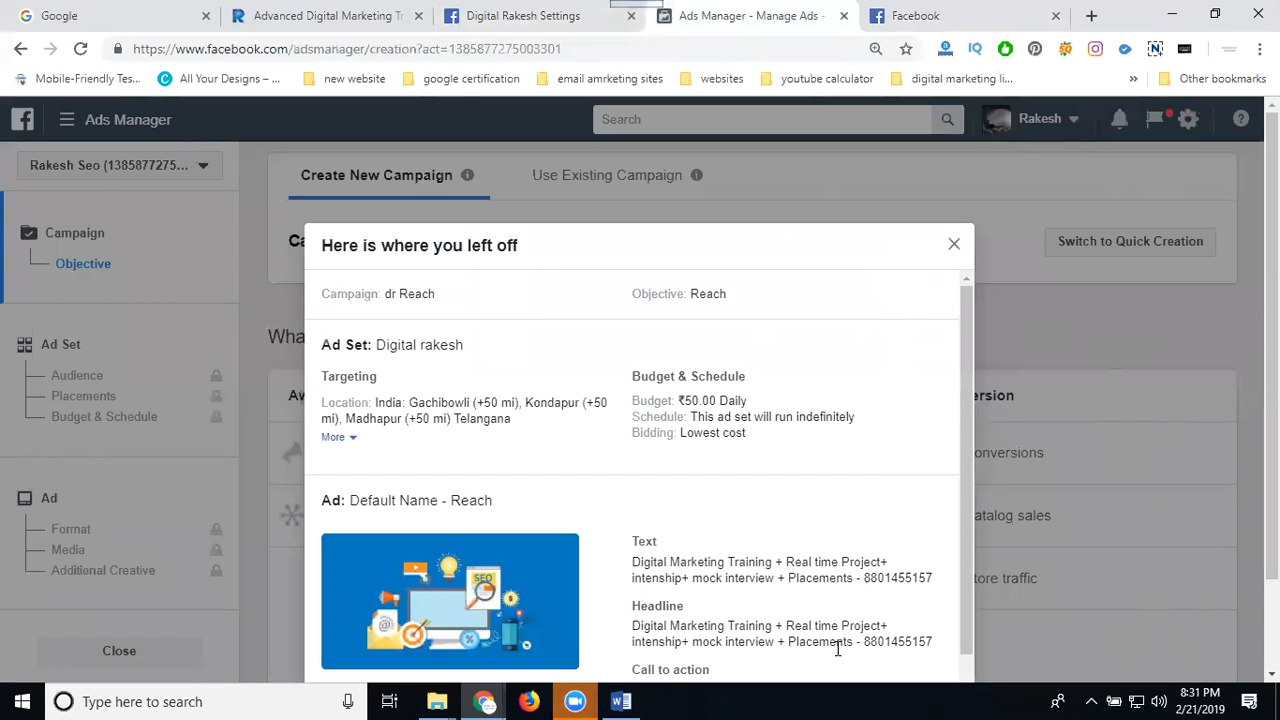 Google
Advanced Digital Marketing T
Digital Rakesh Settings
Ads Manager - Manage Ads -
Facebook
https://www.facebook.com/adsmanager/creation?act=1385877275003301
Mobile-Friendly Tes...
All Your Designs – ...
new website
google certification
email amrketing sites
websites
youtube calculator
digital marketing li...
Other bookmarks
Ads Manager
Search
Rakesh
Rakesh Seo (1385877275...
Create New Campaign
Use Existing Campaign
Campaign
Objective
Ca
Switch to Quick Creation
Here is where you left off
Campaign: dr Reach
Objective: Reach
What
Ad Set
Audience
Placements
Budget & Schedule
Ad Set: Digital rakesh
Targeting
Location: India: Gachibowli (+50 mi), Kondapur (+50
mi), Madhapur (+50 mi) Telangana
More
Budget & Schedule
Budget: ₹50.00 Daily
Schedule: This ad set will run indefinitely
Bidding: Lowest cost
Aw
ersion
onversions
atalog sales
tore traffic
Ad
Format
Media
Additional Creative
Close
Ad: Default Name - Reach
SEO
Text
Digital Marketing Training + Real time Project+
intenship+ mock interview + Placements - 8801455157
Headline
Digital Marketing Training + Real time Project+
intenship+ mock interview + Placements - 8801455157
Call to action
Type here to search
8:31 PM
2/21/2019